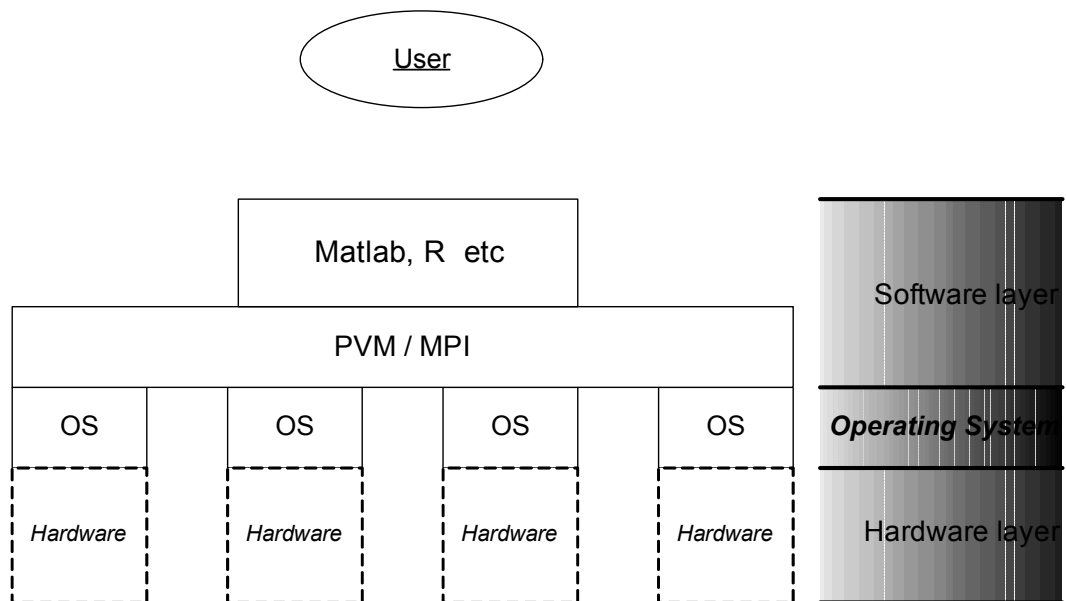 User
Matlab, R etc
Software layer
PVM / MPI
OS OS OS OS
Operating System
Hardware Hardware Hardware Hardware
Hardware layer